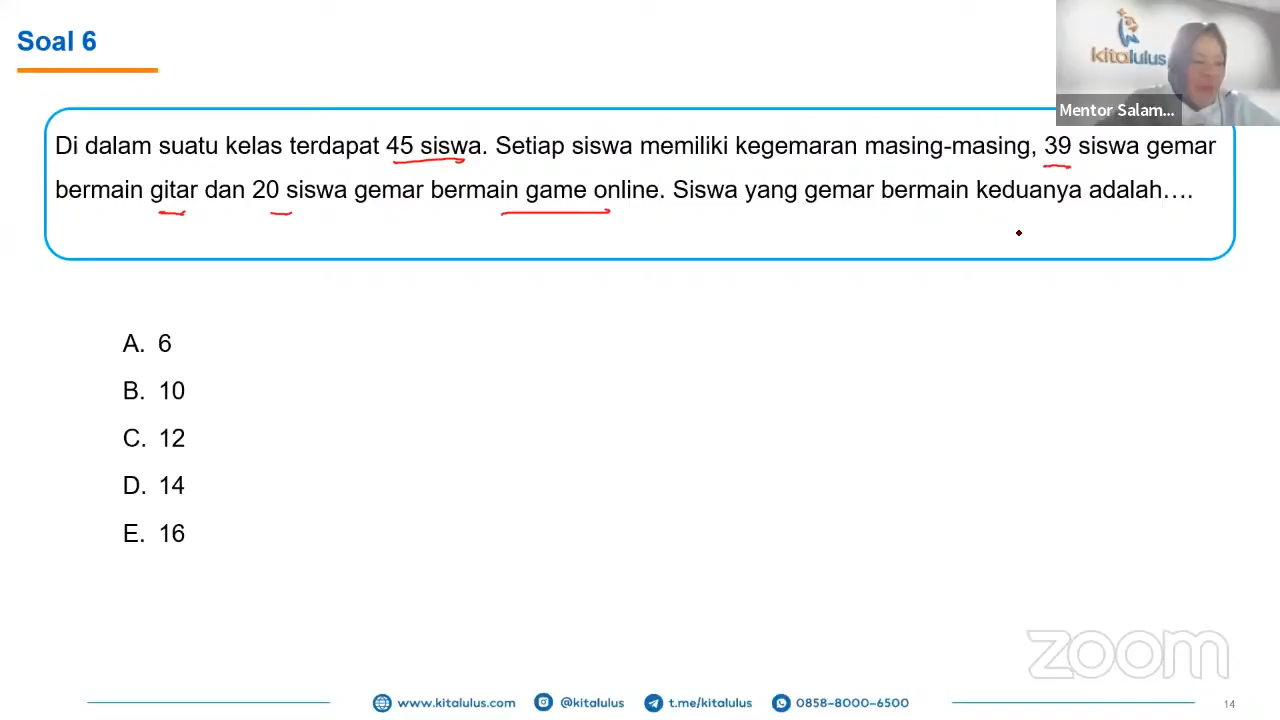 Soal 6
kitalulus
Mentor Salam...
Di dalam suatu kelas terdapat 45 siswa. Setiap siswa memiliki kegemaran masing-masing, 39 siswa gemar
bermain gitar dan 20 siswa gemar bermain game online. Siswa yang gemar bermain keduanya adalah….
A. 6
B. 10
C. 12
D. 14
E. 16
zoom
www.kitalulus.com @kitalulus t.me/kitalulus 0858-8000-6500
14